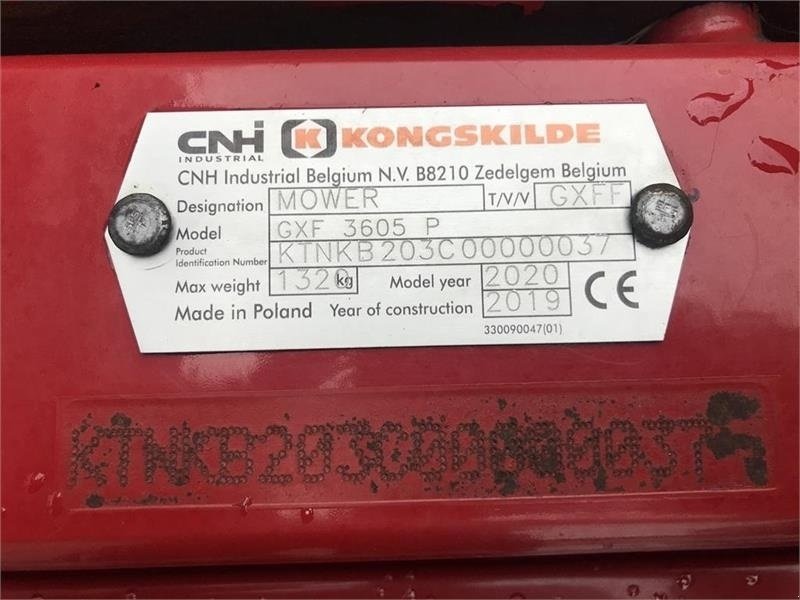 CNH KONGSKILDE
INDUSTRIAL
CNH Industrial Belgium N.V. B8210 Zedelgem Belgium
Designation MOWER T/V/V GXFF
Model GXF 3605 P
Product Identification Number KTNKB203C00000037
Max weight 1320 kg Model year 2020
Made in Poland Year of construction 2019 CE
330090047(01)
KTNKB203C00000037